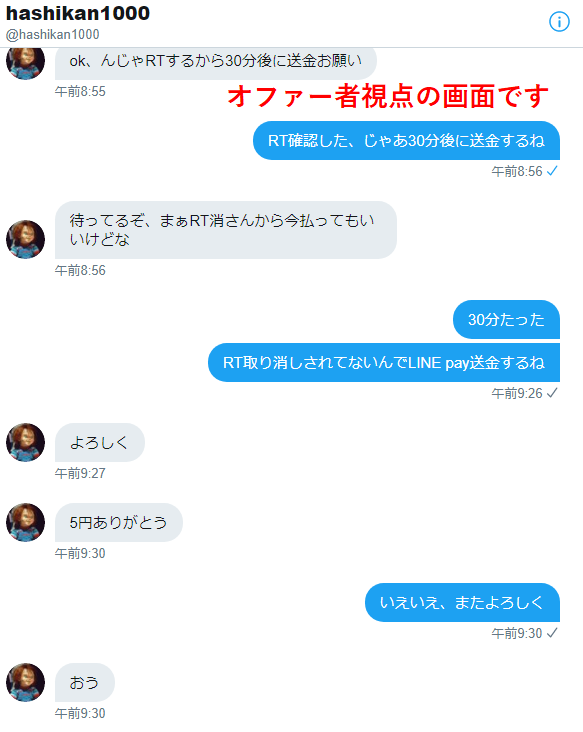 hashikan1000
@hashikan1000
ok、んじゃRTするから30分後に送金お願い
午前8:55
オファー者視点の画面です
RT確認した、じゃあ30分後に送金するね
午前8:56
待ってるぞ、まぁRT消さんから今払ってもい
いけどな
午前8:56
30分たった
RT取り消しされてないんでLINE pay送金するね
午前9:26
よろしく
午前9:27
5円ありがとう
午前9:30
いえいえ、またよろしく
午前9:30
おう
午前9:30